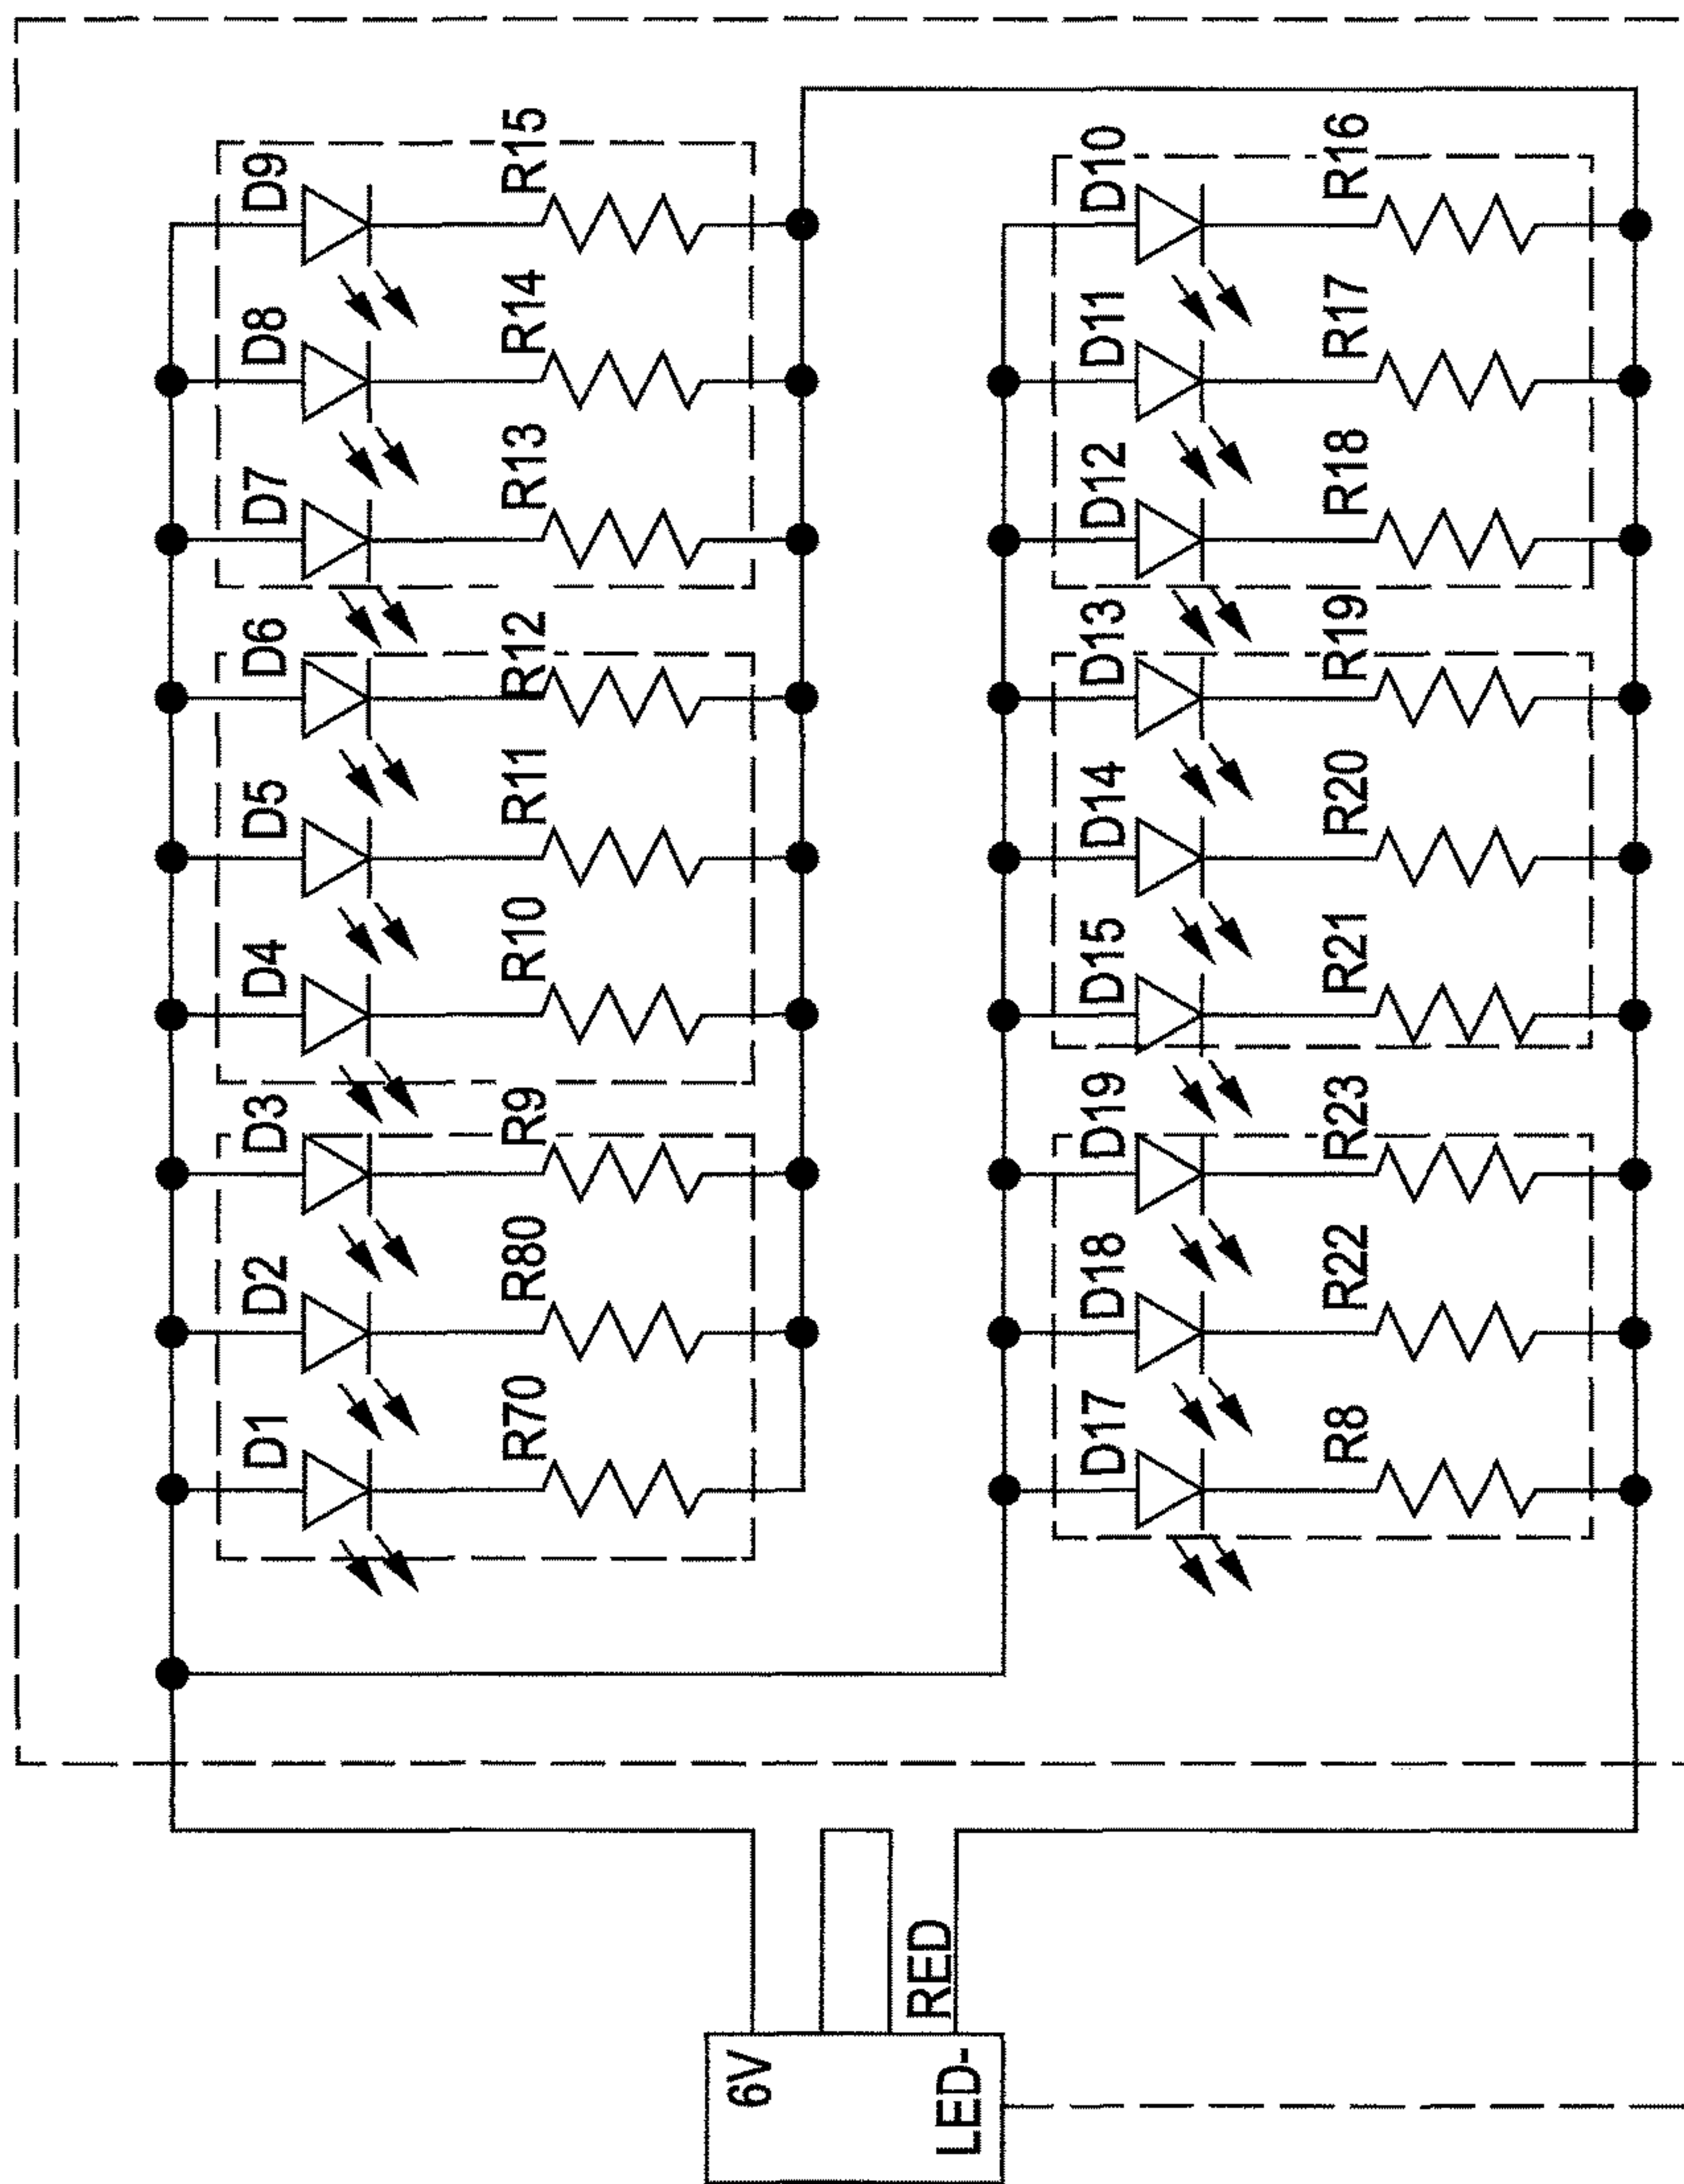 D1
D2
D3
D4
D5
D6
D7
D8
D9
R70
R80
R9
R10
R11
R12
R13
R14
R15
6V
RED
LED-
D17
D18
D19
D15
D14
D13
D12
D11
D10
R8
R22
R23
R21
R20
R19
R18
R17
R16